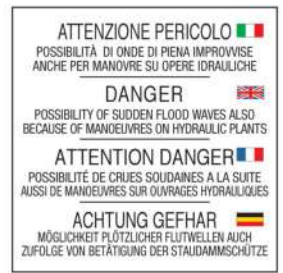 ATTENZIONE PERICOLO
POSSIBILITÀ DI ONDE DI PIENA IMPROVVISE
ANCHE PER MANOVRE SU OPERE IDRAULICHE
DANGER
POSSIBILITY OF SUDDEN FLOOD WAVES ALSO
BECAUSE OF MANOEUVRES ON HYDRAULIC PLANTS
ATTENTION DANGER
POSSIBILITÉ DE CRUES SOUDAINES A LA SUITE
AUSSI DE MANOEUVRES SUR OUVRAGES HYDRAULIQUES
ACHTUNG GEFHAR
MÖGLICHKEIT PLÖTZLICHER FLUTWELLEN AUCH
ZUFOLGE VON BETÄTIGUNG DER STAUDAMMSCHÜTZE